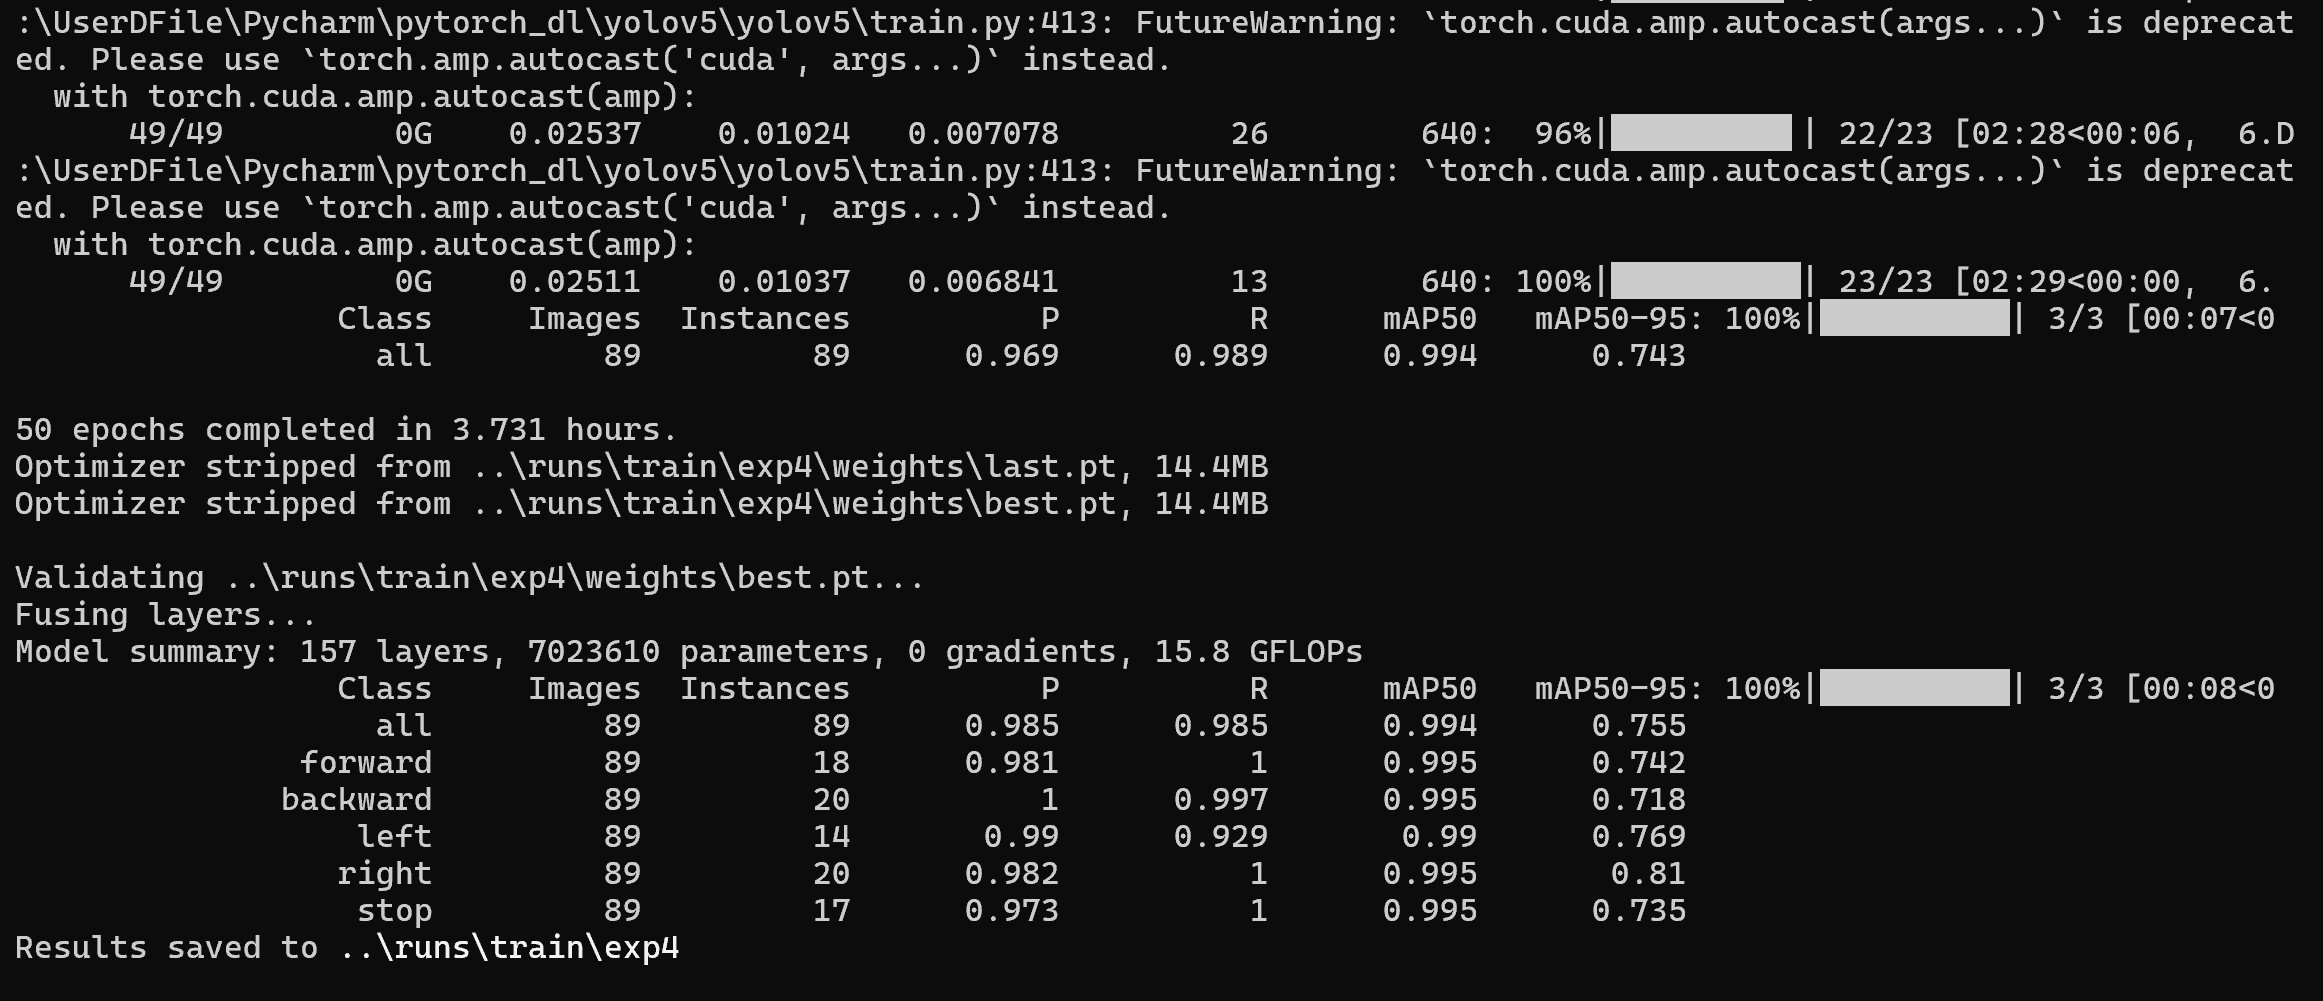 :\UserDFile\Pycharm\pytorch_dl\yolov5\yolov5\train.py:413: FutureWarning: `torch.cuda.amp.autocast(args...)` is deprecat
ed. Please use `torch.amp.autocast('cuda', args...)` instead.
  with torch.cuda.amp.autocast(amp):
      49/49         0G    0.02537    0.01024   0.007078         26        640:  96%|█████████▌| 22/23 [02:28<00:06,  6.D
:\UserDFile\Pycharm\pytorch_dl\yolov5\yolov5\train.py:413: FutureWarning: `torch.cuda.amp.autocast(args...)` is deprecat
ed. Please use `torch.amp.autocast('cuda', args...)` instead.
  with torch.cuda.amp.autocast(amp):
      49/49         0G    0.02511    0.01037   0.006841         13        640: 100%|██████████| 23/23 [02:29<00:00,  6.
                 Class     Images  Instances          P          R      mAP50   mAP50-95: 100%|██████████| 3/3 [00:07<0
                   all         89         89      0.969      0.989      0.994      0.743
50 epochs completed in 3.731 hours.
Optimizer stripped from ..\runs\train\exp4\weights\last.pt, 14.4MB
Optimizer stripped from ..\runs\train\exp4\weights\best.pt, 14.4MB
Validating ..\runs\train\exp4\weights\best.pt...
Fusing layers...
Model summary: 157 layers, 7023610 parameters, 0 gradients, 15.8 GFLOPs
                 Class     Images  Instances          P          R      mAP50   mAP50-95: 100%|██████████| 3/3 [00:08<0
                   all         89         89      0.985      0.985      0.994      0.755
               forward         89         18      0.981          1      0.995      0.742
              backward         89         20          1      0.997      0.995      0.718
                  left         89         14       0.99      0.929       0.99      0.769
                 right         89         20      0.982          1      0.995       0.81
                  stop         89         17      0.973          1      0.995      0.735
Results saved to ..\runs\train\exp4